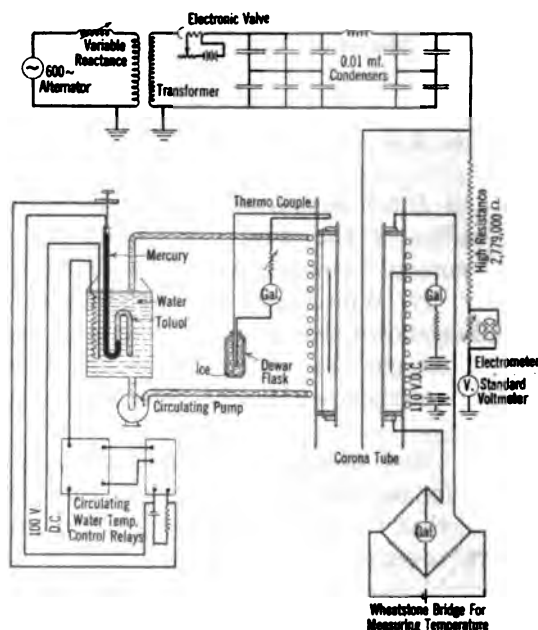 Electronic Valve
Variable
Reactance
600~
Alternator
Transformer
0.01 mf.
Condensers
Thermo Couple
High Resistance
2,779,000 Ω.
Mercury
Water
Toluol
Gal
Gal
Ice
Dewar
Flask
170 V.D.C.
Electrometer
V.
Standard
Voltmeter
Circulating Pump
Corona Tube
100 V.
D.C.
Circulating
Water Temp.
Control Relays
Gal
Wheatstone Bridge For
Measuring Temperature